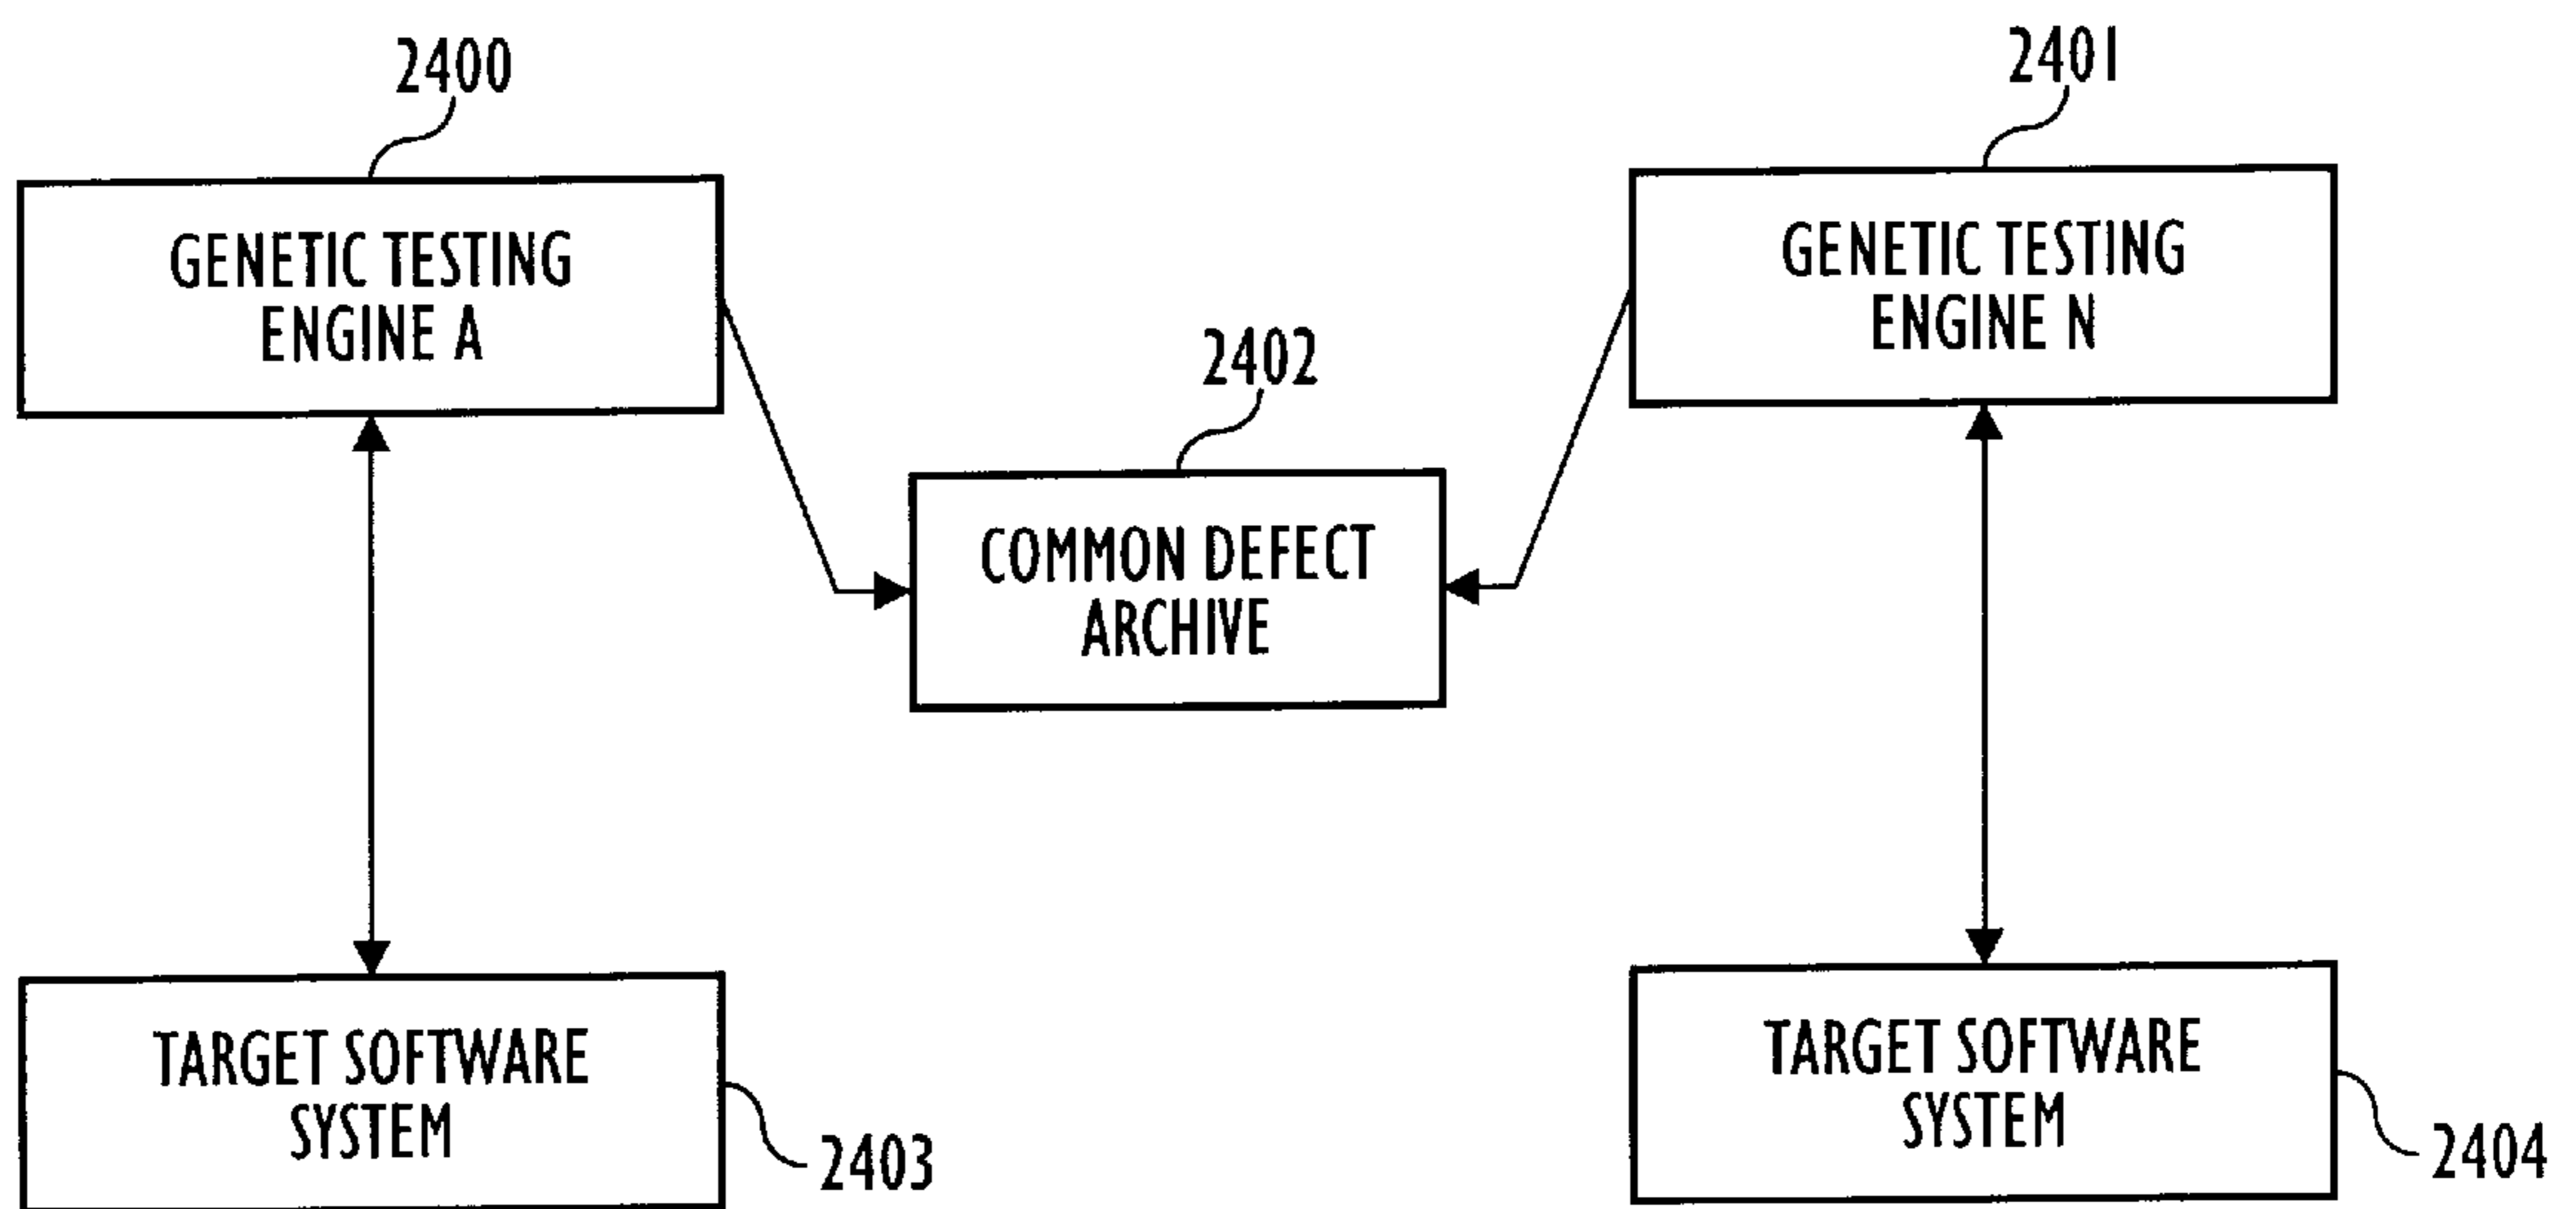 2400
2401
GENETIC TESTING
ENGINE A
GENETIC TESTING
ENGINE N
2402
COMMON DEFECT
ARCHIVE
TARGET SOFTWARE
SYSTEM
2403
TARGET SOFTWARE
SYSTEM
2404